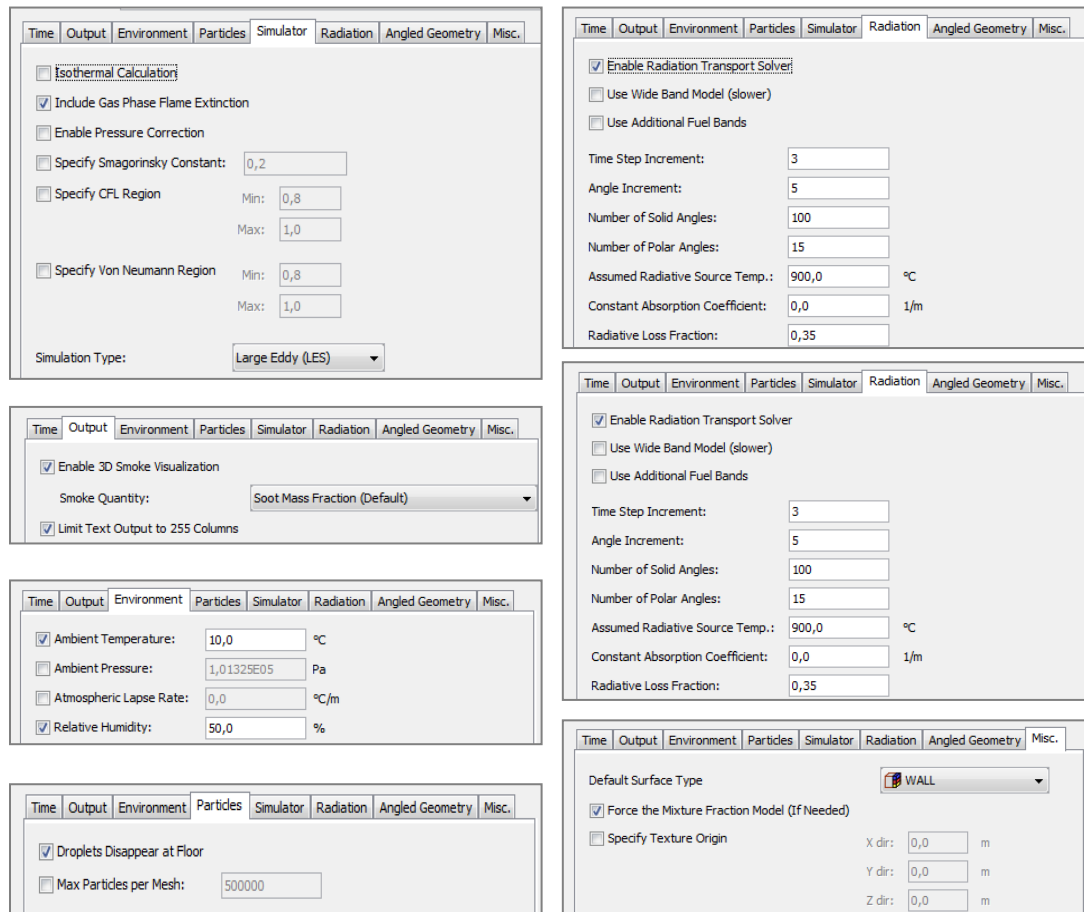 Time Output Environment Particles Simulator Radiation Angled Geometry Misc.
Isothermal Calculation
Include Gas Phase Flame Extinction
Enable Pressure Correction
Specify Smagorinsky Constant: 0,2
Specify CFL Region Min: 0,8
Max: 1,0
Specify Von Neumann Region Min: 0,8
Max: 1,0
Simulation Type: Large Eddy (LES)
Time Output Environment Particles Simulator Radiation Angled Geometry Misc.
Enable 3D Smoke Visualization
Smoke Quantity: Soot Mass Fraction (Default)
Limit Text Output to 255 Columns
Time Output Environment Particles Simulator Radiation Angled Geometry Misc.
Ambient Temperature: 10,0 °C
Ambient Pressure: 1,01325E05 Pa
Atmospheric Lapse Rate: 0,0 °C/m
Relative Humidity: 50,0 %
Time Output Environment Particles Simulator Radiation Angled Geometry Misc.
Droplets Disappear at Floor
Max Particles per Mesh: 500000
Time Output Environment Particles Simulator Radiation Angled Geometry Misc.
Enable Radiation Transport Solver
Use Wide Band Model (slower)
Use Additional Fuel Bands
Time Step Increment: 3
Angle Increment: 5
Number of Solid Angles: 100
Number of Polar Angles: 15
Assumed Radiative Source Temp.: 900,0 °C
Constant Absorption Coefficient: 0,0 1/m
Radiative Loss Fraction: 0,35
Time Output Environment Particles Simulator Radiation Angled Geometry Misc.
Enable Radiation Transport Solver
Use Wide Band Model (slower)
Use Additional Fuel Bands
Time Step Increment: 3
Angle Increment: 5
Number of Solid Angles: 100
Number of Polar Angles: 15
Assumed Radiative Source Temp.: 900,0 °C
Constant Absorption Coefficient: 0,0 1/m
Radiative Loss Fraction: 0,35
Time Output Environment Particles Simulator Radiation Angled Geometry Misc.
Default Surface Type WALL
Force the Mixture Fraction Model (If Needed)
Specify Texture Origin X dir: 0,0 m
Y dir: 0,0 m
Z dir: 0,0 m